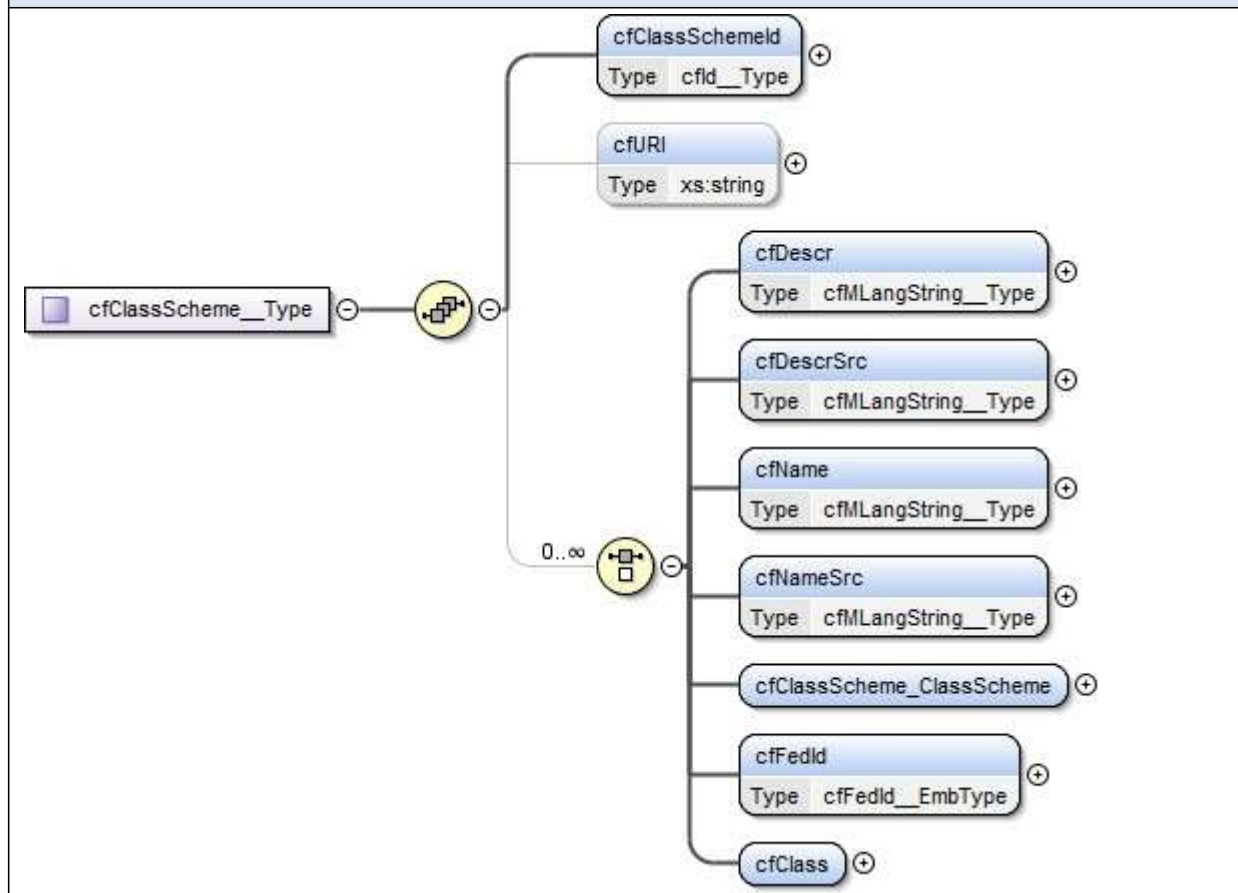 cfClassSchemeId
Type cfId__Type
cfURI
Type xs:string
cfDescr
Type cfMLangString__Type
cfDescrSrc
Type cfMLangString__Type
cfClassScheme__Type
cfName
Type cfMLangString__Type
0..∞
cfNameSrc
Type cfMLangString__Type
cfClassScheme_ClassScheme
cfFedId
Type cfFedId__EmbType
cfClass